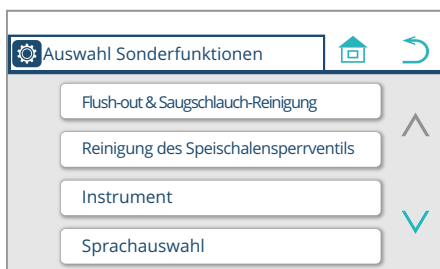 Auswahl Sonderfunktionen
Flush-out & Saugschlauch-Reinigung
Reinigung des Speischalensperrventils
Instrument
Sprachauswahl